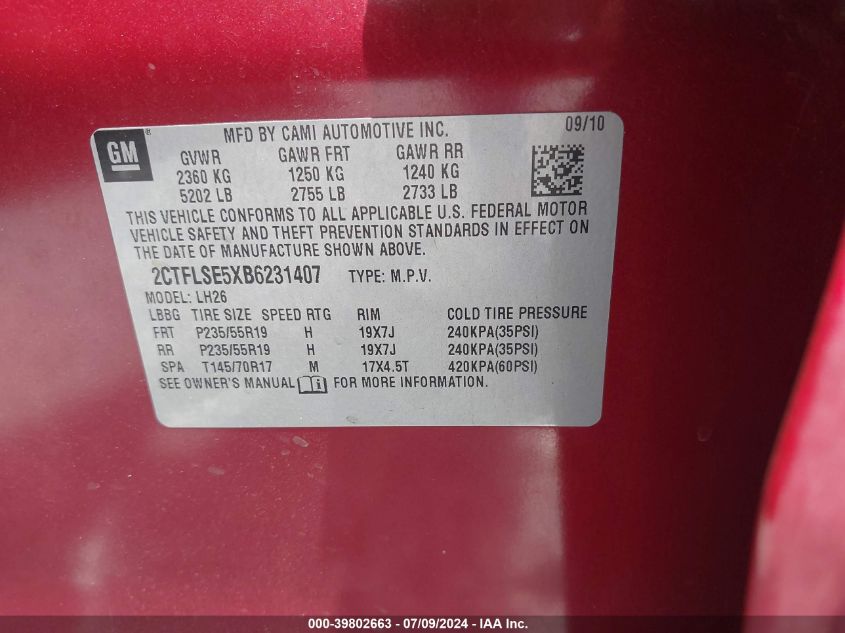 GM®
MFD BY CAMI AUTOMOTIVE INC. 09/10
GVWR GAWR FRT GAWR RR
2360 KG 1250 KG 1240 KG
5202 LB 2755 LB 2733 LB
THIS VEHICLE CONFORMS TO ALL APPLICABLE U.S. FEDERAL MOTOR
VEHICLE SAFETY AND THEFT PREVENTION STANDARDS IN EFFECT ON
THE DATE OF MANUFACTURE SHOWN ABOVE.
2CTFLSE5XB6231407 TYPE: M.P.V.
MODEL: LH26
LBBG TIRE SIZE SPEED RTG RIM COLD TIRE PRESSURE
FRT P235/55R19 H 19X7J 240KPA(35PSI)
RR P235/55R19 H 19X7J 240KPA(35PSI)
SPA T145/70R17 M 17X4.5T 420KPA(60PSI)
SEE OWNER'S MANUAL FOR MORE INFORMATION.
000-39802663 - 07/09/2024 - IAA Inc.